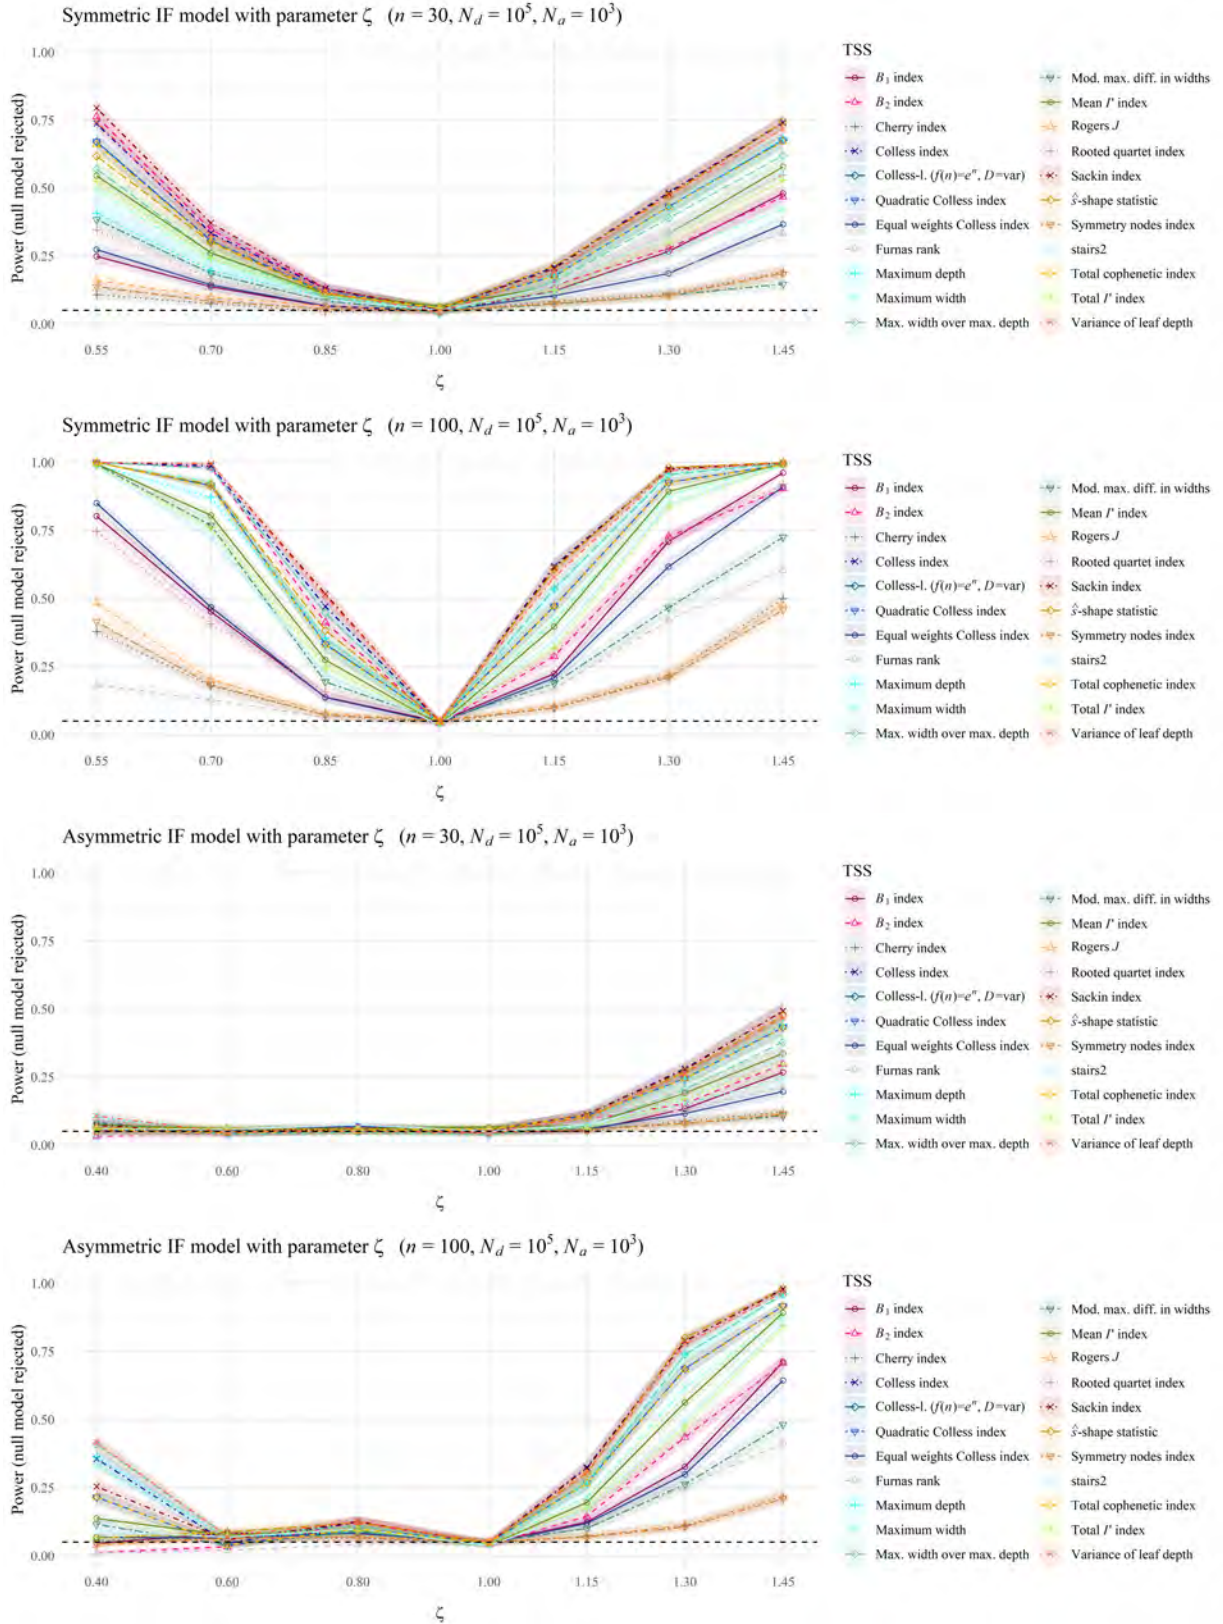 Symmetric IF model with parameter ζ (n = 30, N_d = 10^5, N_a = 10^3)
Power (null model rejected)
1.00
0.75
0.50
0.25
0.00
0.55 0.70 0.85 1.00 1.15 1.30 1.45
ζ
TSS
B₁ index
B₂ index
Cherry index
Colless index
Colless-l. (f(n)=eⁿ, D=var)
Quadratic Colless index
Equal weights Colless index
Furnas rank
Maximum depth
Maximum width
Max. width over max. depth
Mod. max. diff. in widths
Mean I' index
Rogers J
Rooted quartet index
Sackin index
ŝ-shape statistic
Symmetry nodes index
stairs2
Total cophenetic index
Total I' index
Variance of leaf depth
Symmetric IF model with parameter ζ (n = 100, N_d = 10^5, N_a = 10^3)
Power (null model rejected)
1.00
0.75
0.50
0.25
0.00
0.55 0.70 0.85 1.00 1.15 1.30 1.45
ζ
TSS
B₁ index
B₂ index
Cherry index
Colless index
Colless-l. (f(n)=eⁿ, D=var)
Quadratic Colless index
Equal weights Colless index
Furnas rank
Maximum depth
Maximum width
Max. width over max. depth
Mod. max. diff. in widths
Mean I' index
Rogers J
Rooted quartet index
Sackin index
ŝ-shape statistic
Symmetry nodes index
stairs2
Total cophenetic index
Total I' index
Variance of leaf depth
Asymmetric IF model with parameter ζ (n = 30, N_d = 10^5, N_a = 10^3)
Power (null model rejected)
1.00
0.75
0.50
0.25
0.00
0.40 0.60 0.80 1.00 1.15 1.30 1.45
ζ
TSS
B₁ index
B₂ index
Cherry index
Colless index
Colless-l. (f(n)=eⁿ, D=var)
Quadratic Colless index
Equal weights Colless index
Furnas rank
Maximum depth
Maximum width
Max. width over max. depth
Mod. max. diff. in widths
Mean I' index
Rogers J
Rooted quartet index
Sackin index
ŝ-shape statistic
Symmetry nodes index
stairs2
Total cophenetic index
Total I' index
Variance of leaf depth
Asymmetric IF model with parameter ζ (n = 100, N_d = 10^5, N_a = 10^3)
Power (null model rejected)
1.00
0.75
0.50
0.25
0.00
0.40 0.60 0.80 1.00 1.15 1.30 1.45
ζ
TSS
B₁ index
B₂ index
Cherry index
Colless index
Colless-l. (f(n)=eⁿ, D=var)
Quadratic Colless index
Equal weights Colless index
Furnas rank
Maximum depth
Maximum width
Max. width over max. depth
Mod. max. diff. in widths
Mean I' index
Rogers J
Rooted quartet index
Sackin index
ŝ-shape statistic
Symmetry nodes index
stairs2
Total cophenetic index
Total I' index
Variance of leaf depth